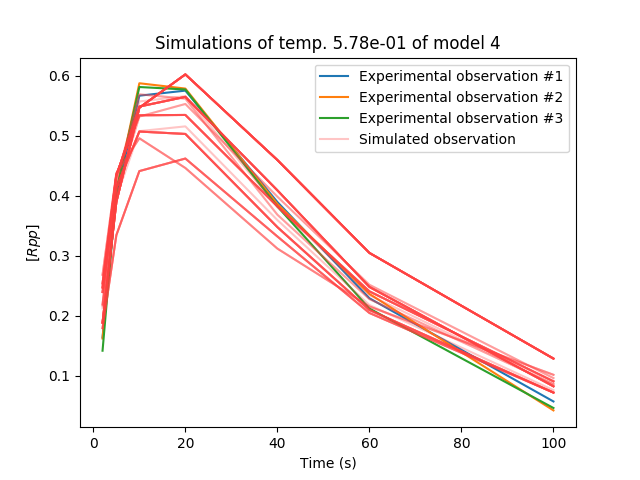 Simulations of temp. 5.78e-01 of model 4
[Rpp]
0.6
0.5
0.4
0.3
0.2
0.1
Experimental observation #1
Experimental observation #2
Experimental observation #3
Simulated observation
0 20 40 60 80 100
Time (s)